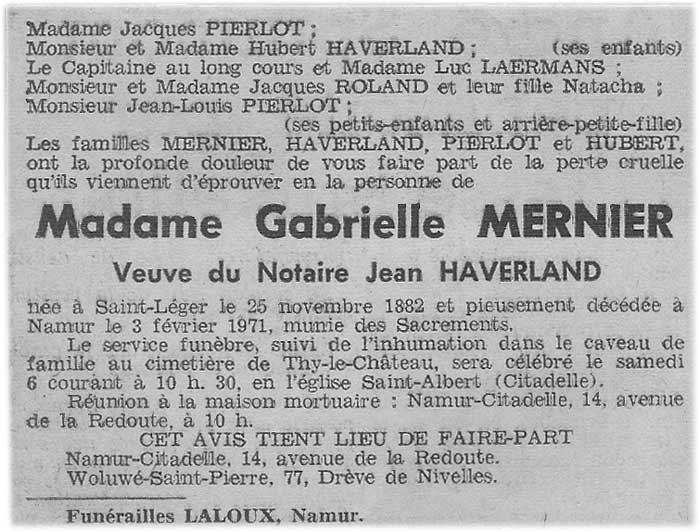 Madame Jacques PIERLOT ;
Monsieur et Madame Hubert HAVERLAND ; (ses enfants)
Le Capitaine au long cours et Madame Luc LAERMANS ;
Monsieur et Madame Jacques ROLAND et leur fille Natacha ;
Monsieur Jean-Louis PIERLOT ;
(ses petits-enfants et arrière-petite-fille)
Les familles MERNIER, HAVERLAND, PIERLOT et HUBERT,
ont la profonde douleur de vous faire part de la perte cruelle
qu'ils viennent d'éprouver en la personne de
Madame Gabrielle MERNIER
Veuve du Notaire Jean HAVERLAND
née à Saint-Léger le 25 novembre 1882 et pieusement décédée à
Namur le 3 février 1971, munie des Sacrements.
Le service funèbre, suivi de l'inhumation dans le caveau de
famille au cimetière de Thy-le-Château, sera célébré le samedi
6 courant à 10 h. 30, en l'église Saint-Albert (Citadelle).
Réunion à la maison mortuaire : Namur-Citadelle, 14, avenue
de la Redoute, à 10 h.
CET AVIS TIENT LIEU DE FAIRE-PART
Namur-Citadelle, 14, avenue de la Redoute.
Woluwé-Saint-Pierre, 77, Drève de Nivelles.
Funérailles LALOUX, Namur.